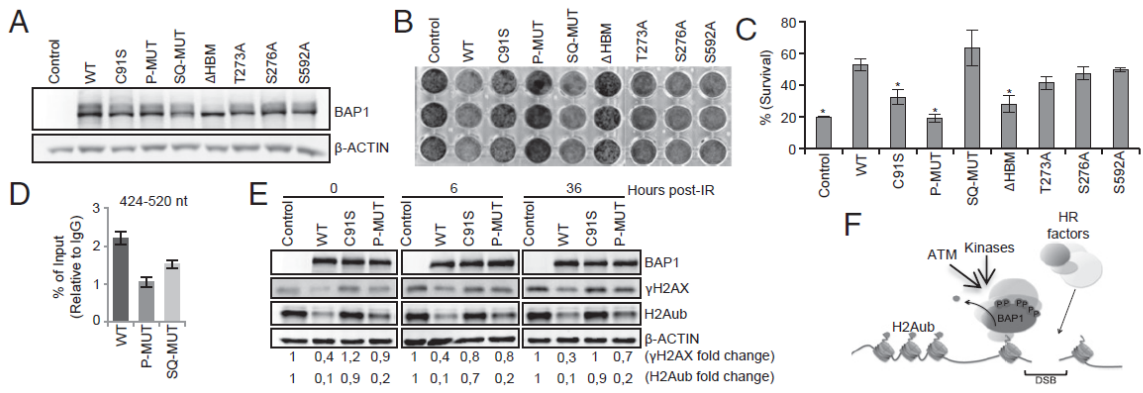 A
Control
WT
C91S
P-MUT
SQ-MUT
ΔHBM
T273A
S276A
S592A
BAP1
β-ACTIN
B
Control
WT
C91S
P-MUT
SQ-MUT
ΔHBM
T273A
S276A
S592A
C
% (Survival)
80
60
40
20
0
*
*
*
*
Control
WT
C91S
P-MUT
SQ-MUT
ΔHBM
T273A
S276A
S592A
D
424-520 nt
% of Input
(Relative to IgG)
3
2
1
0
WT
P-MUT
SQ-MUT
E
0
6
36
Hours post-IR
Control
WT
C91S
P-MUT
Control
WT
C91S
P-MUT
Control
WT
C91S
P-MUT
BAP1
γH2AX
H2Aub
β-ACTIN
1 0,4 1,2 0,9 1 0,4 0,8 0,8 1 0,3 1 0,7 (γH2AX fold change)
1 0,1 0,9 0,2 1 0,1 0,7 0,2 1 0,1 0,9 0,2 (H2Aub fold change)
F
HR
factors
Kinases
ATM
PP PP P P
BAP1
H2Aub
DSB